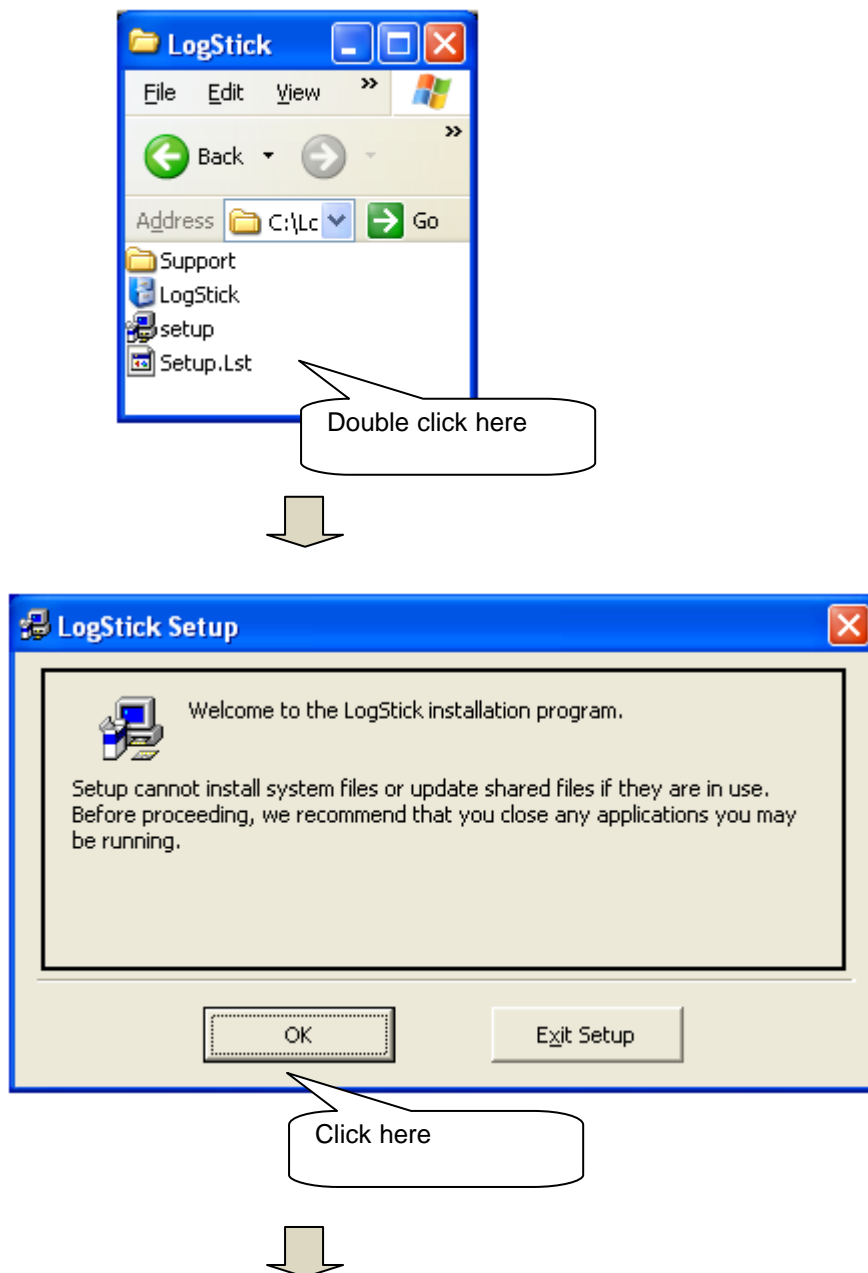 LogStick
File Edit View »
Back »
Address C:\Lc Go
Support
LogStick
setup
Setup.Lst
Double click here
LogStick Setup
Welcome to the LogStick installation program.
Setup cannot install system files or update shared files if they are in use.
Before proceeding, we recommend that you close any applications you may
be running.
OK Exit Setup
Click here